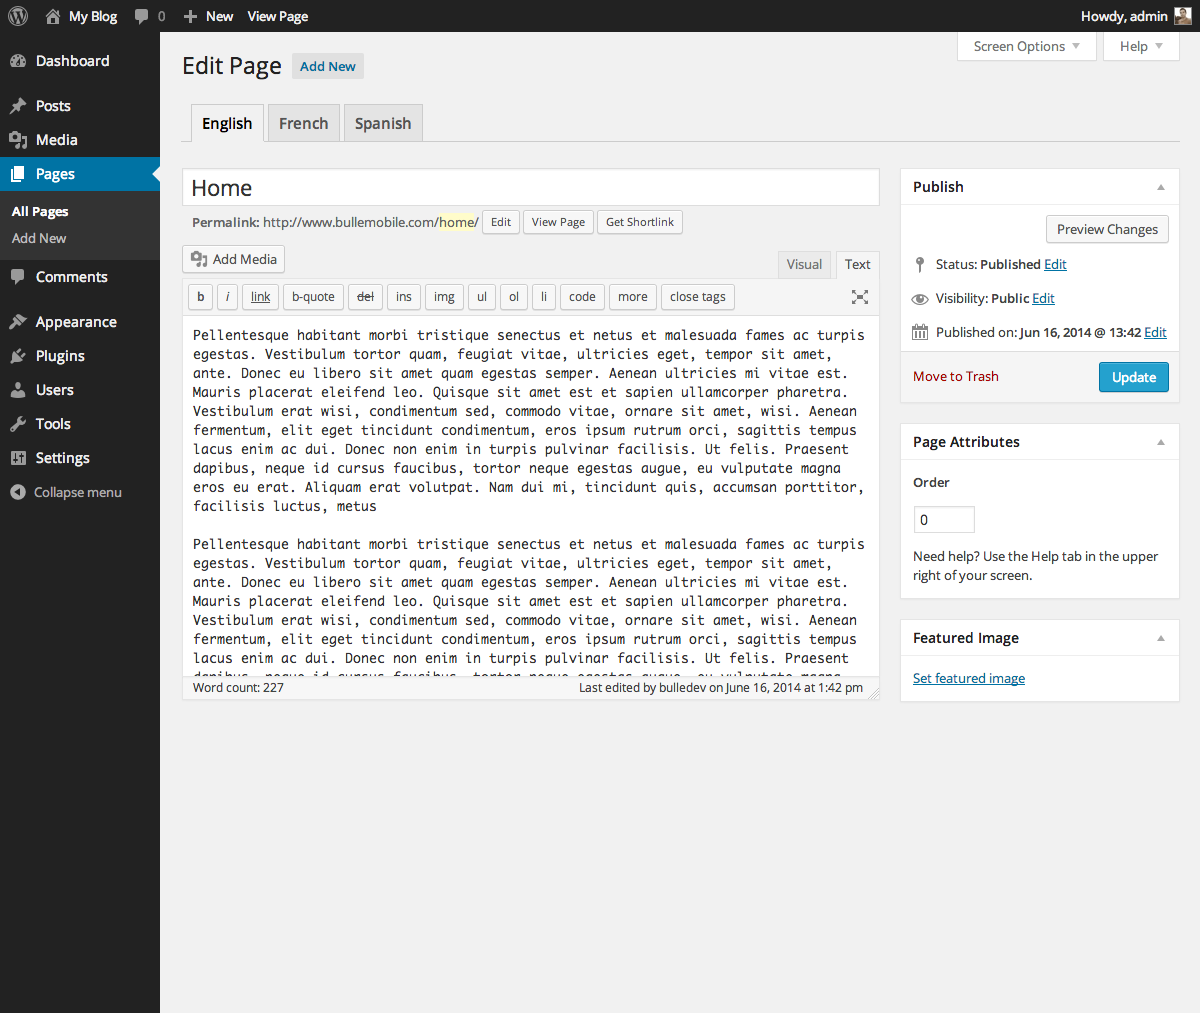 My Blog 0 New View Page Howdy, admin
Screen Options Help
Dashboard
Posts
Media
Pages
All Pages
Add New
Comments
Appearance
Plugins
Users
Tools
Settings
Collapse menu
Edit Page Add New
English French Spanish
Home
Permalink: http://www.bullemobile.com/home/ Edit View Page Get Shortlink
Add Media
Visual Text
b i link b-quote del ins img ul ol li code more close tags
Pellentesque habitant morbi tristique senectus et netus et malesuada fames ac turpis
egestas. Vestibulum tortor quam, feugiat vitae, ultricies eget, tempor sit amet,
ante. Donec eu libero sit amet quam egestas semper. Aenean ultricies mi vitae est.
Mauris placerat eleifend leo. Quisque sit amet est et sapien ullamcorper pharetra.
Vestibulum erat wisi, condimentum sed, commodo vitae, ornare sit amet, wisi. Aenean
fermentum, elit eget tincidunt condimentum, eros ipsum rutrum orci, sagittis tempus
lacus enim ac dui. Donec non enim in turpis pulvinar facilisis. Ut felis. Praesent
dapibus, neque id cursus faucibus, tortor neque egestas augue, eu vulputate magna
eros eu erat. Aliquam erat volutpat. Nam dui mi, tincidunt quis, accumsan porttitor,
facilisis luctus, metus
Pellentesque habitant morbi tristique senectus et netus et malesuada fames ac turpis
egestas. Vestibulum tortor quam, feugiat vitae, ultricies eget, tempor sit amet,
ante. Donec eu libero sit amet quam egestas semper. Aenean ultricies mi vitae est.
Mauris placerat eleifend leo. Quisque sit amet est et sapien ullamcorper pharetra.
Vestibulum erat wisi, condimentum sed, commodo vitae, ornare sit amet, wisi. Aenean
fermentum, elit eget tincidunt condimentum, eros ipsum rutrum orci, sagittis tempus
lacus enim ac dui. Donec non enim in turpis pulvinar facilisis. Ut felis. Praesent
dapibus, neque id cursus faucibus, tortor neque egestas augue, eu vulputate magna
Word count: 227 Last edited by bulledev on June 16, 2014 at 1:42 pm
Publish
Preview Changes
Status: Published Edit
Visibility: Public Edit
Published on: Jun 16, 2014 @ 13:42 Edit
Move to Trash Update
Page Attributes
Order
0
Need help? Use the Help tab in the upper
right of your screen.
Featured Image
Set featured image